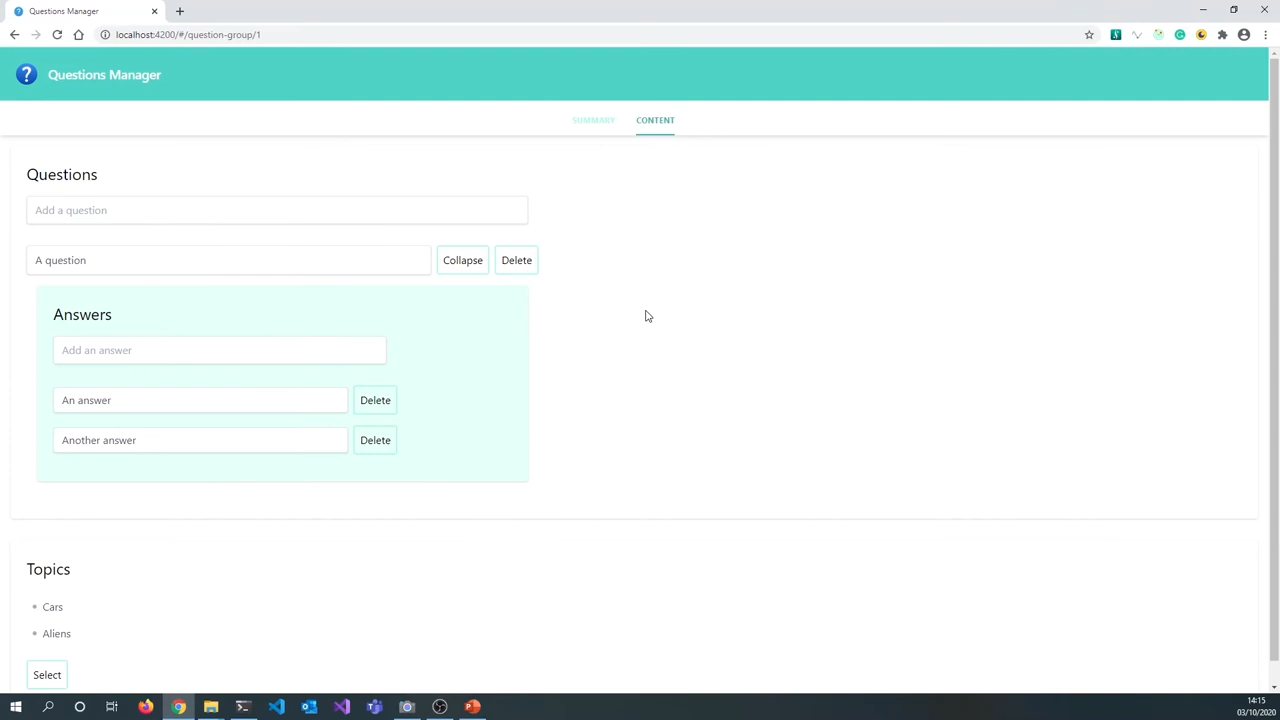 Questions Manager
localhost:4200/#/question-group/1
? Questions Manager
SUMMARY CONTENT
Questions
Add a question
A question Collapse Delete
Answers
Add an answer
An answer Delete
Another answer Delete
Topics
Cars
Aliens
Select
14:15
03/10/2020